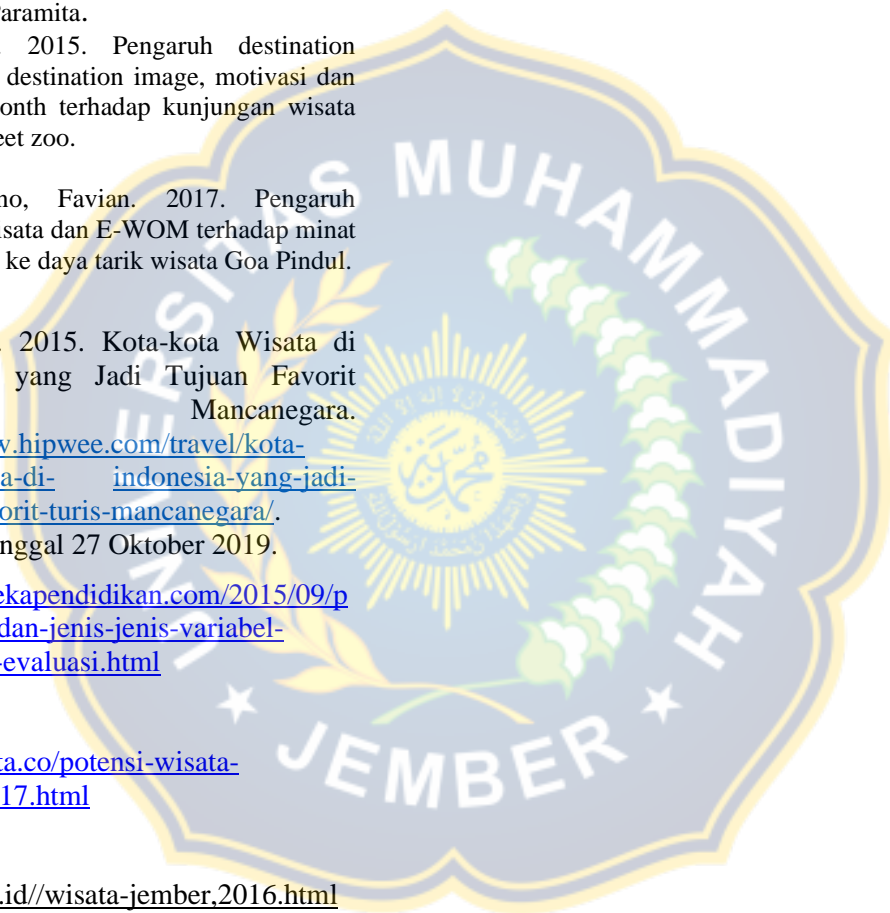 Paramita.
2015. Pengaruh destination
destination image, motivasi dan
onth terhadap kunjungan wisata
eet zoo.
no, Favian. 2017. Pengaruh
isata dan E-WOM terhadap minat
ke daya tarik wisata Goa Pindul.
2015. Kota-kota Wisata di
yang Jadi Tujuan Favorit
Mancanegara.
w.hipwee.com/travel/kota-
a-di- indonesia-yang-jadi-
orit-turis-mancanegara/.
nggal 27 Oktober 2019.
ekapendidikan.com/2015/09/p
dan-jenis-jenis-variabel-
-evaluasi.html
ta.co/potensi-wisata-
17.html
.id//wisata-jember,2016.html
UNIVERSITAS MUHAMMADIYAH
JEMBER